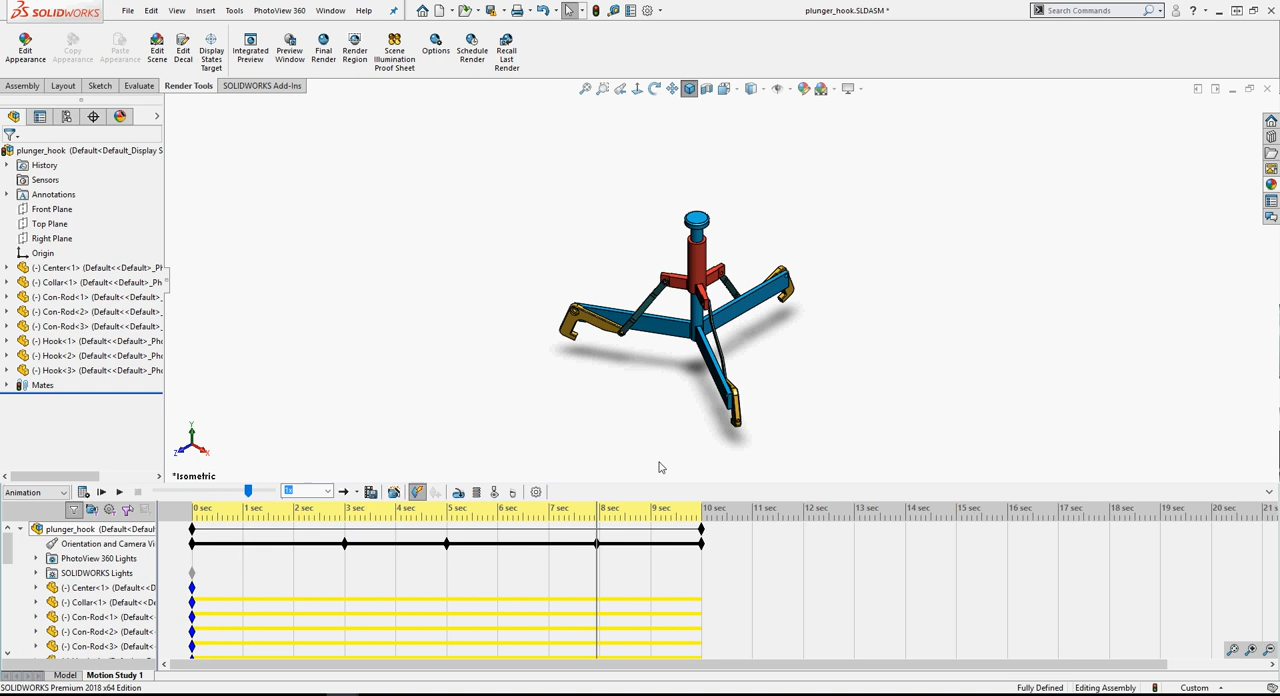 SOLIDWORKS File Edit View Insert Tools PhotoView 360 Window Help plunger_hook.SLDASM * Search Commands
Edit Appearance Copy Appearance Paste Appearance Edit Scene Edit Decal Display States Target Integrated Preview Preview Window Final Render Render Region Scene Illumination Proof Sheet Options Schedule Render Recall Last Render
Assembly Layout Sketch Evaluate Render Tools SOLIDWORKS Add-Ins
plunger_hook (Default<Default_Display S
History
Sensors
Annotations
Front Plane
Top Plane
Right Plane
Origin
(-) Center<1> (Default<<Default>_Ph
(-) Collar<1> (Default<<Default>_Ph
(-) Con-Rod<1> (Default<<Default>_
(-) Con-Rod<2> (Default<<Default>_
(-) Con-Rod<3> (Default<<Default>_
(-) Hook<1> (Default<<Default>_Pho
(-) Hook<2> (Default<<Default>_Pho
(-) Hook<3> (Default<<Default>_Pho
Mates
Y
Z X
*Isometric
Animation
0 sec 1 sec 2 sec 3 sec 4 sec 5 sec 6 sec 7 sec 8 sec 9 sec 10 sec 11 sec 12 sec 13 sec 14 sec 15 sec 16 sec 17 sec 18 sec 19 sec 20 sec 21 s
plunger_hook (Default<Defaul
Orientation and Camera Vi
PhotoView 360 Lights
SOLIDWORKS Lights
(-) Center<1> (Default<<D
(-) Collar<1> (Default<<De
(-) Con-Rod<1> (Default<<
(-) Con-Rod<2> (Default<<
(-) Con-Rod<3> (Default<<
Model Motion Study 1
SOLIDWORKS Premium 2018 x64 Edition Fully Defined Editing Assembly Custom